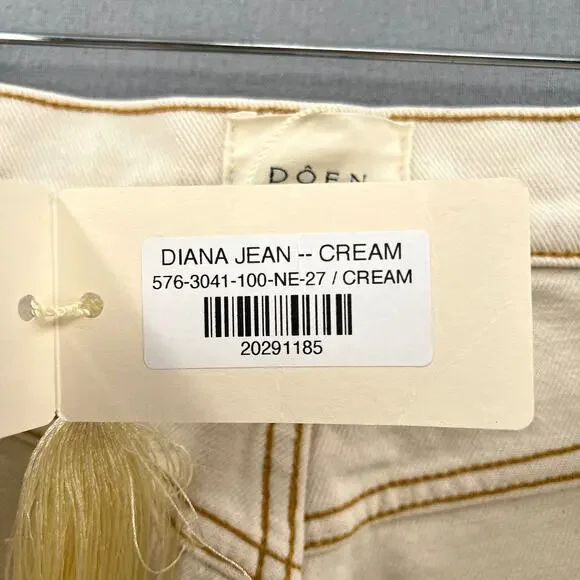 DÔEN
DIANA JEAN -- CREAM
576-3041-100-NE-27 / CREAM
20291185